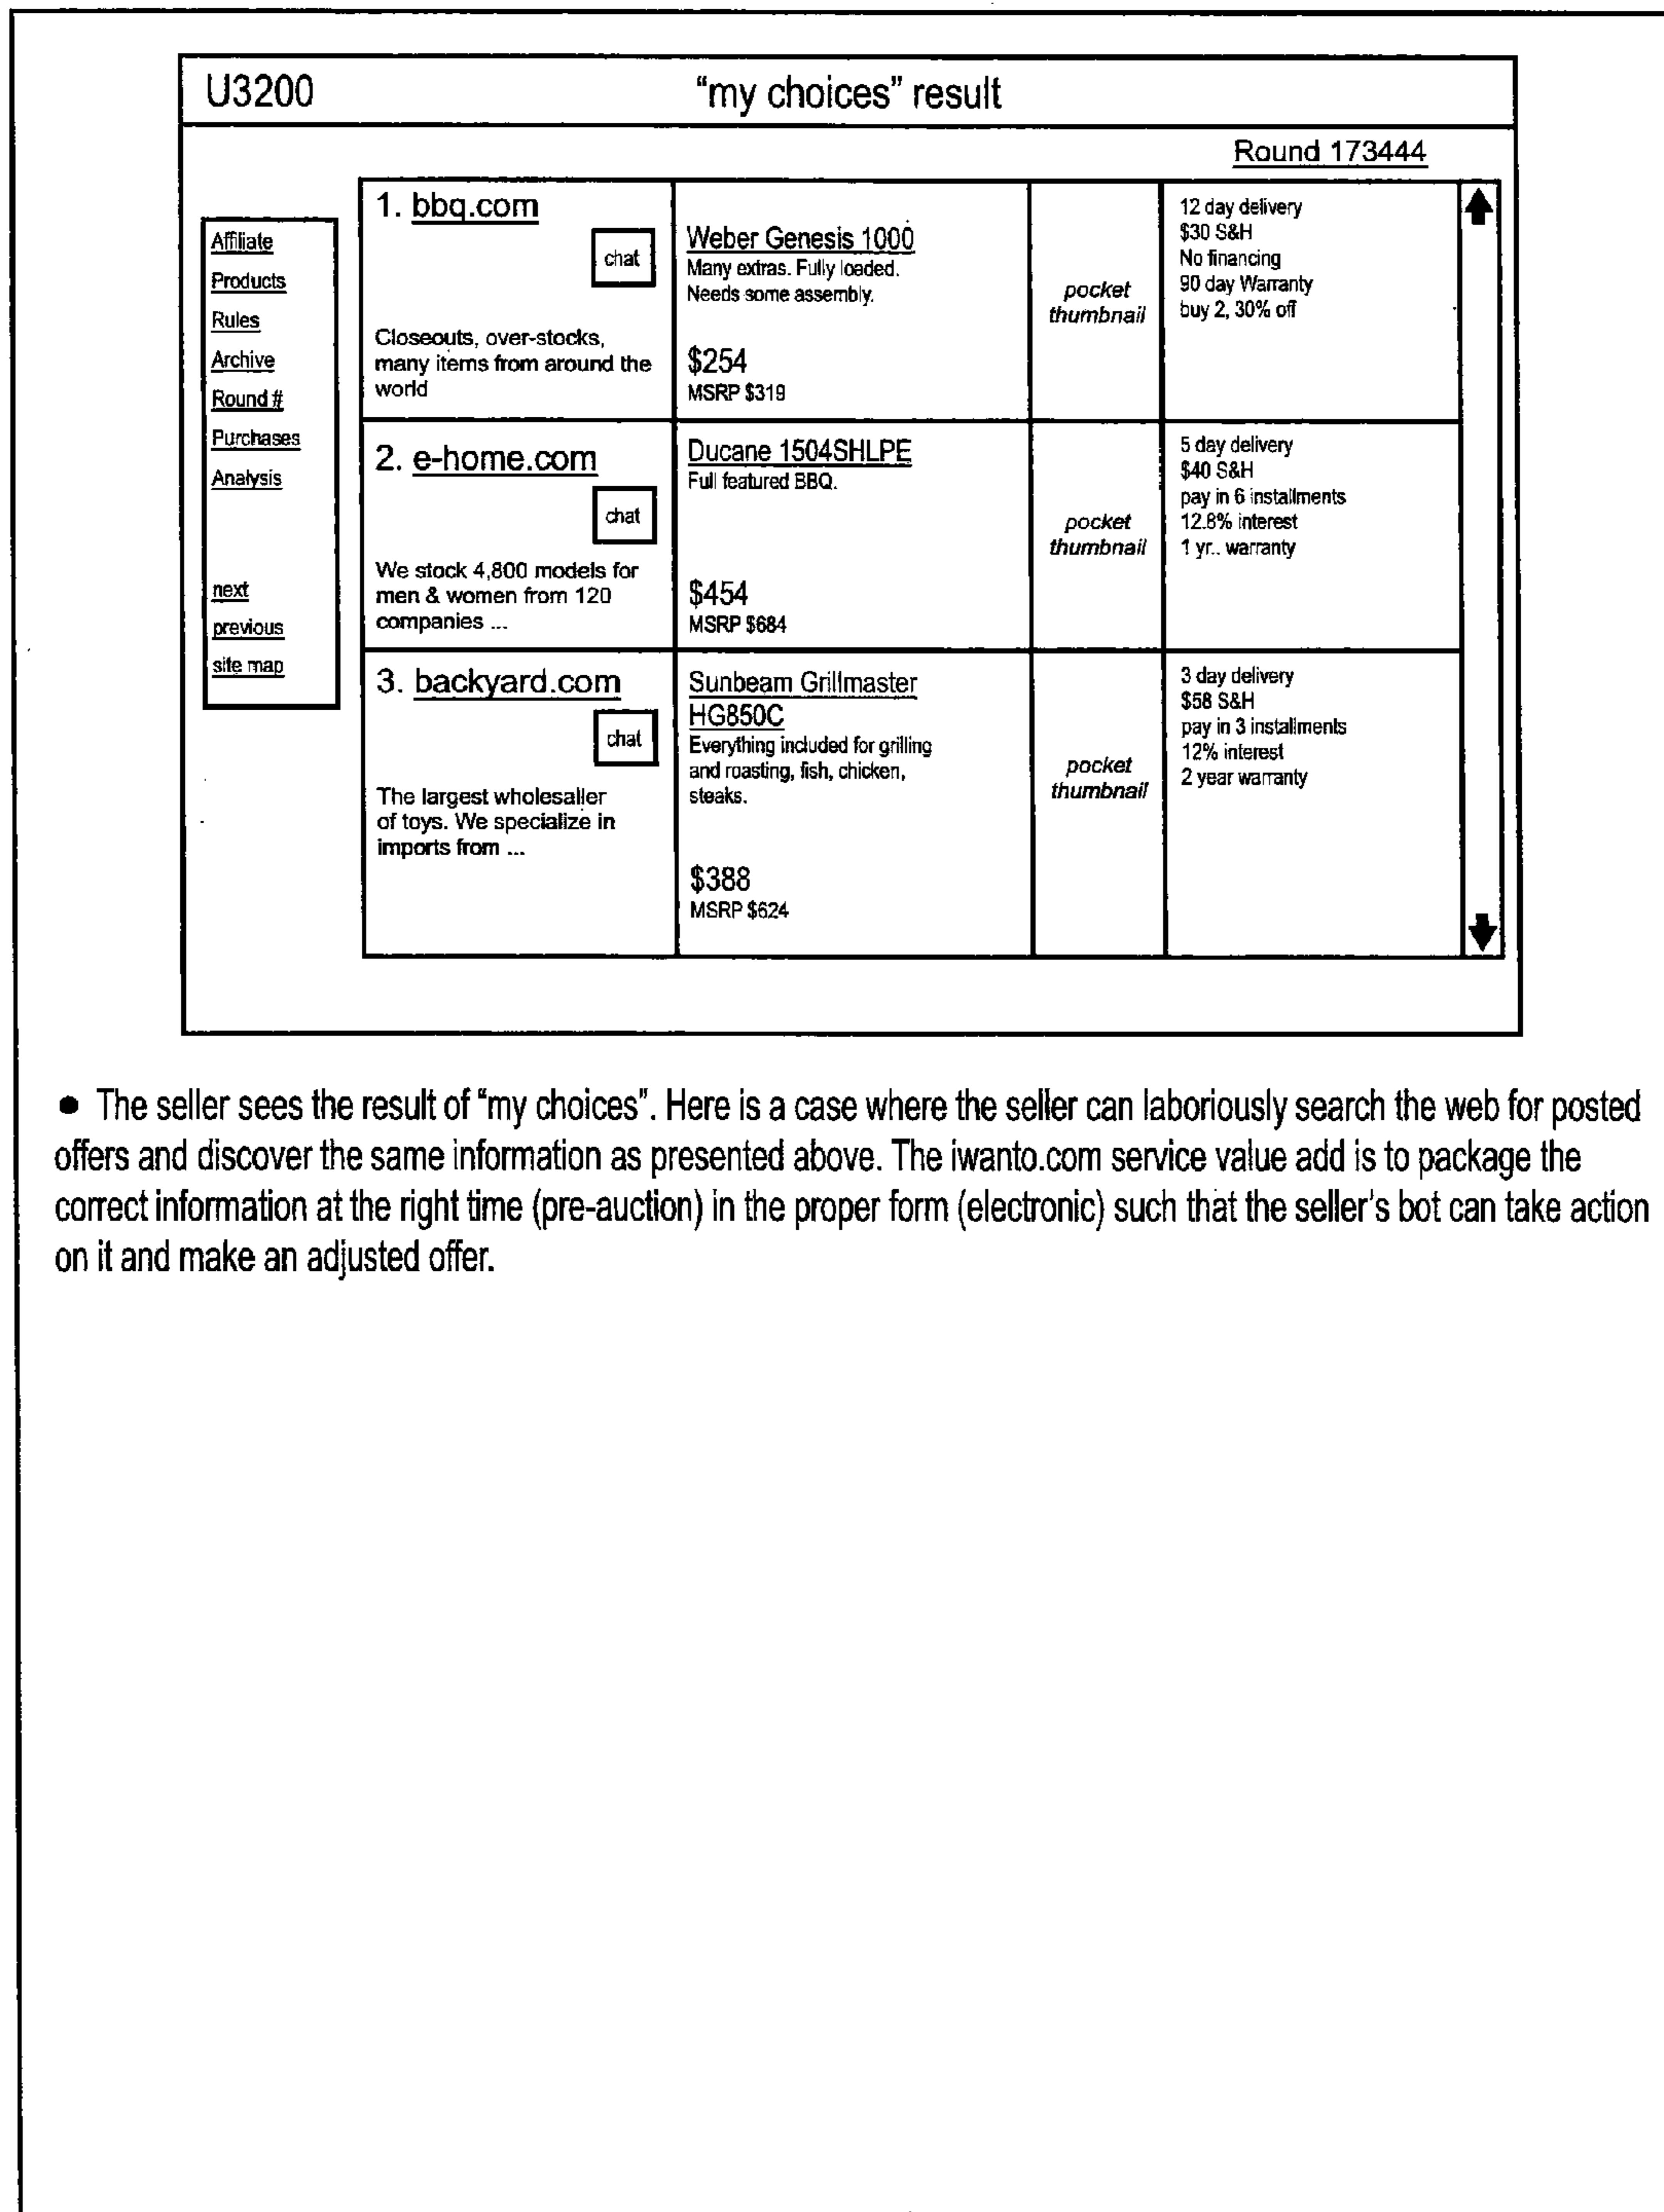 U3200
"my choices" result
Round 173444
Affiliate
Products
Rules
Archive
Round #
Purchases
Analysis
next
previous
site map
1. bbq.com
chat
Closeouts, over-stocks,
many items from around the
world
Weber Genesis 1000
Many extras. Fully loaded.
Needs some assembly.
$254
MSRP $319
pocket
thumbnail
12 day delivery
$30 S&H
No financing
90 day Warranty
buy 2, 30% off
2. e-home.com
chat
We stock 4,800 models for
men & women from 120
companies ...
Ducane 1504SHLPE
Full featured BBQ.
$454
MSRP $684
pocket
thumbnail
5 day delivery
$40 S&H
pay in 6 installments
12.8% interest
1 yr.. warranty
3. backyard.com
chat
The largest wholesaller
of toys. We specialize in
imports from ...
Sunbeam Grillmaster
HG850C
Everything included for grilling
and roasting, fish, chicken,
steaks.
$388
MSRP $624
pocket
thumbnail
3 day delivery
$58 S&H
pay in 3 installments
12% interest
2 year warranty
• The seller sees the result of "my choices". Here is a case where the seller can laboriously search the web for posted
offers and discover the same information as presented above. The iwanto.com service value add is to package the
correct information at the right time (pre-auction) in the proper form (electronic) such that the seller's bot can take action
on it and make an adjusted offer.